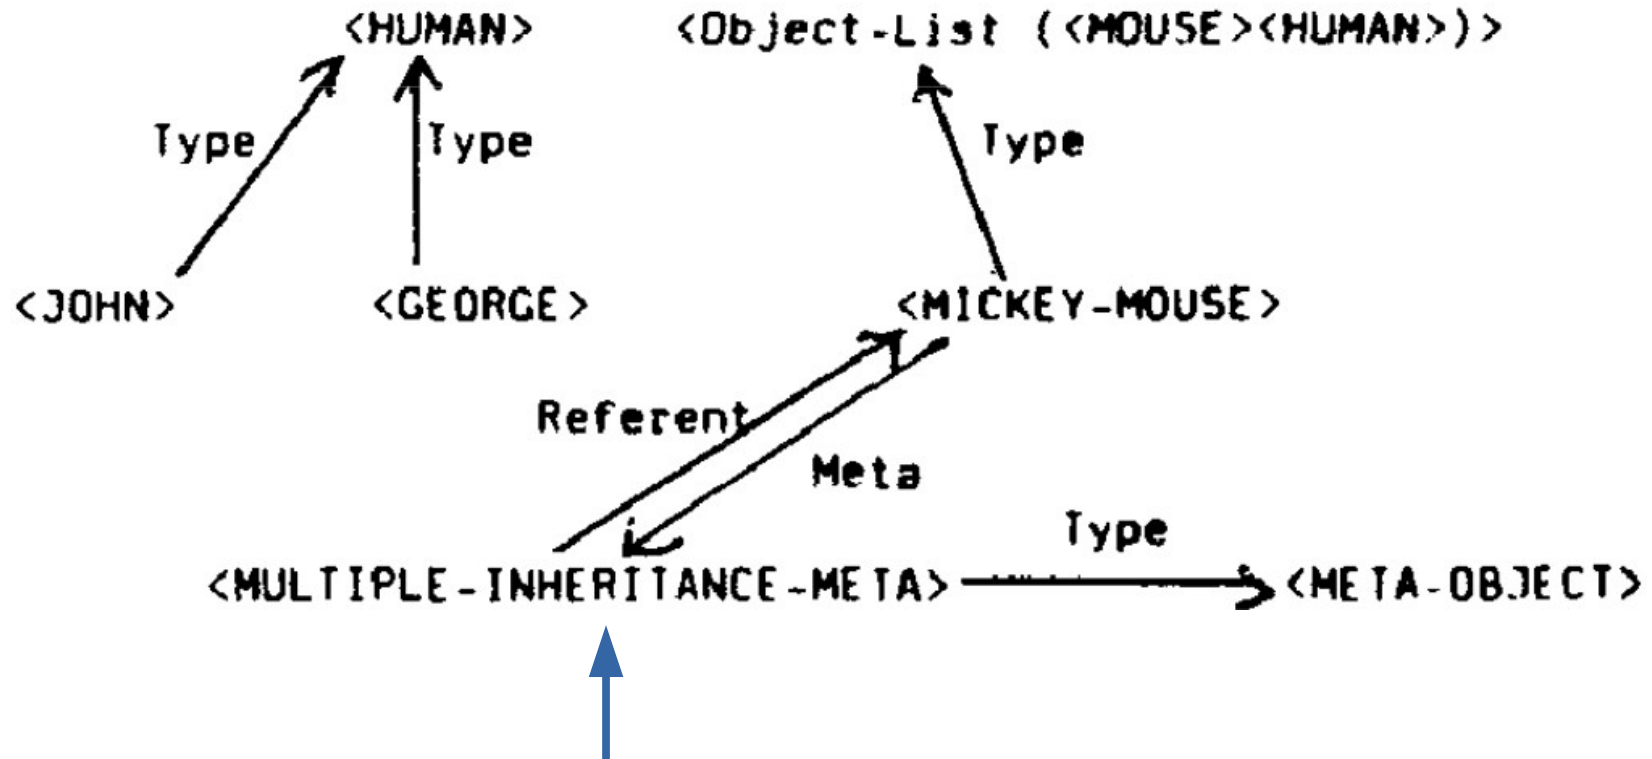 <HUMAN> <Object-List (<MOUSE><HUMAN>)>
Type Type Type
<JOHN> <GEORGE> <MICKEY-MOUSE>
Referent
Meta
Type
<MULTIPLE-INHERITANCE-META> <META-OBJECT>